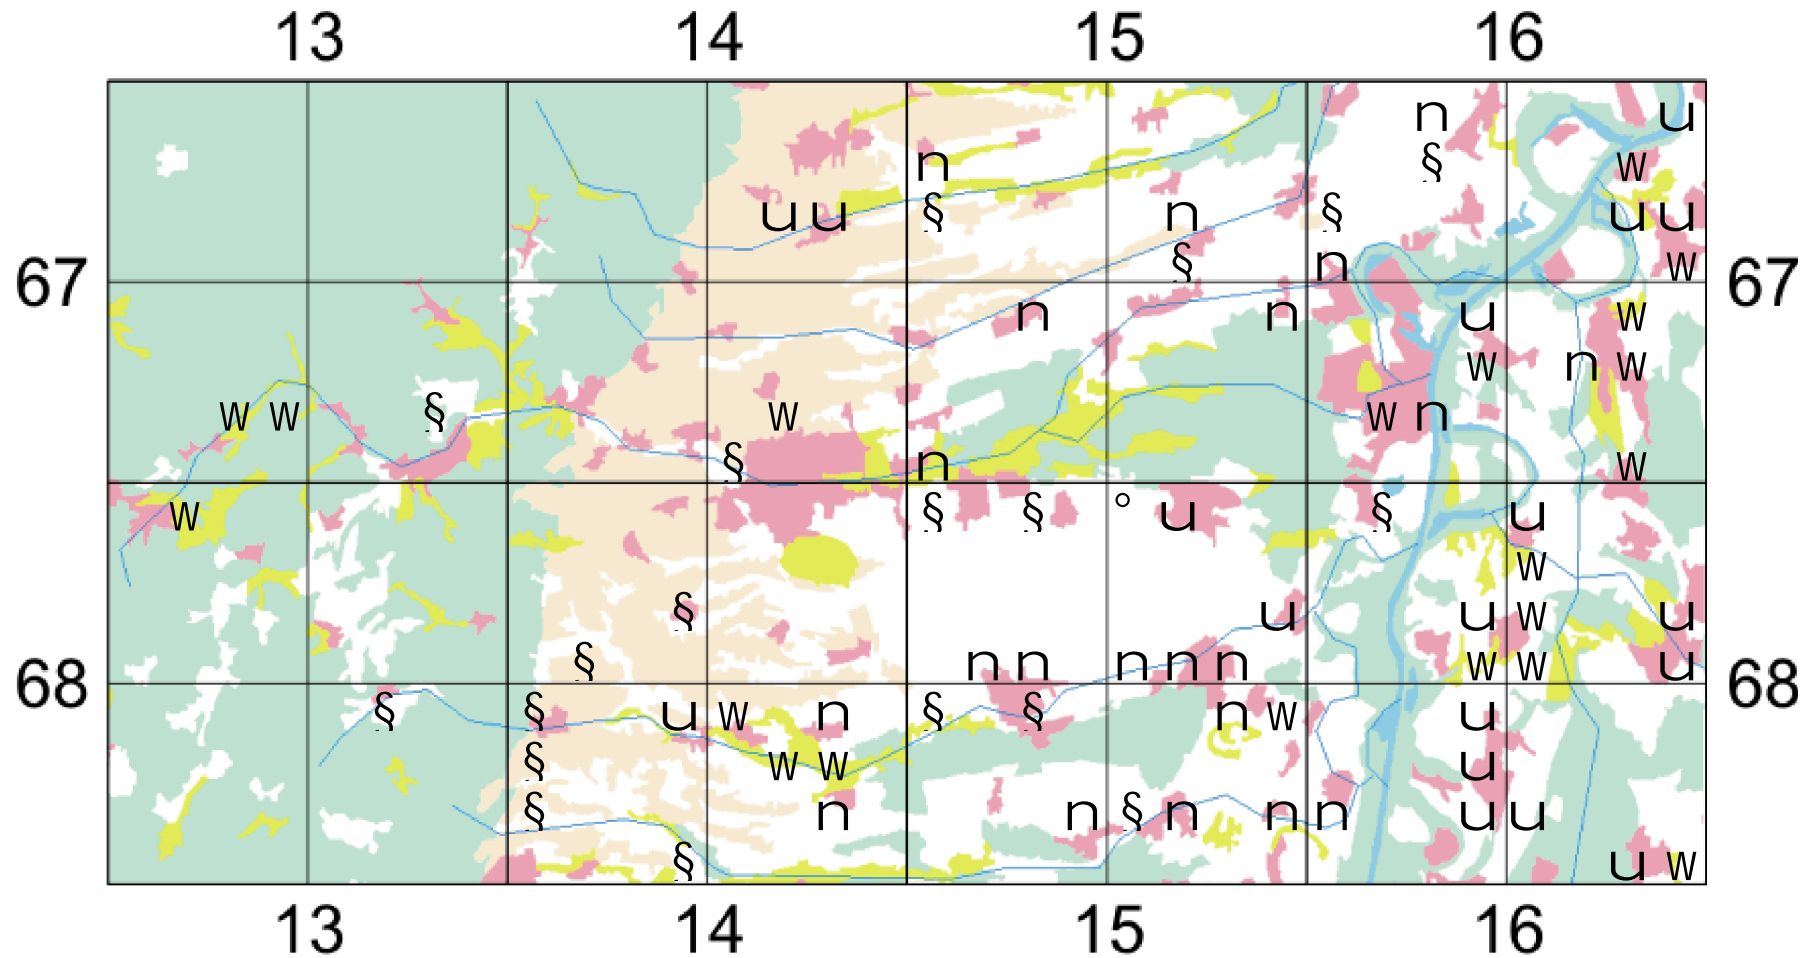 13 14 15 16
n u
n § w
u u § n § u u
§ n w
67 67
n n u w
w n w
w w § w w n
§ n w
w § § ° u § u
w
§ u u w u
§ n n n n n w w u
68 68
§ § u w n § § n w u
§ w w u
§ n n § n n n u u
§ u w
13 14 15 16